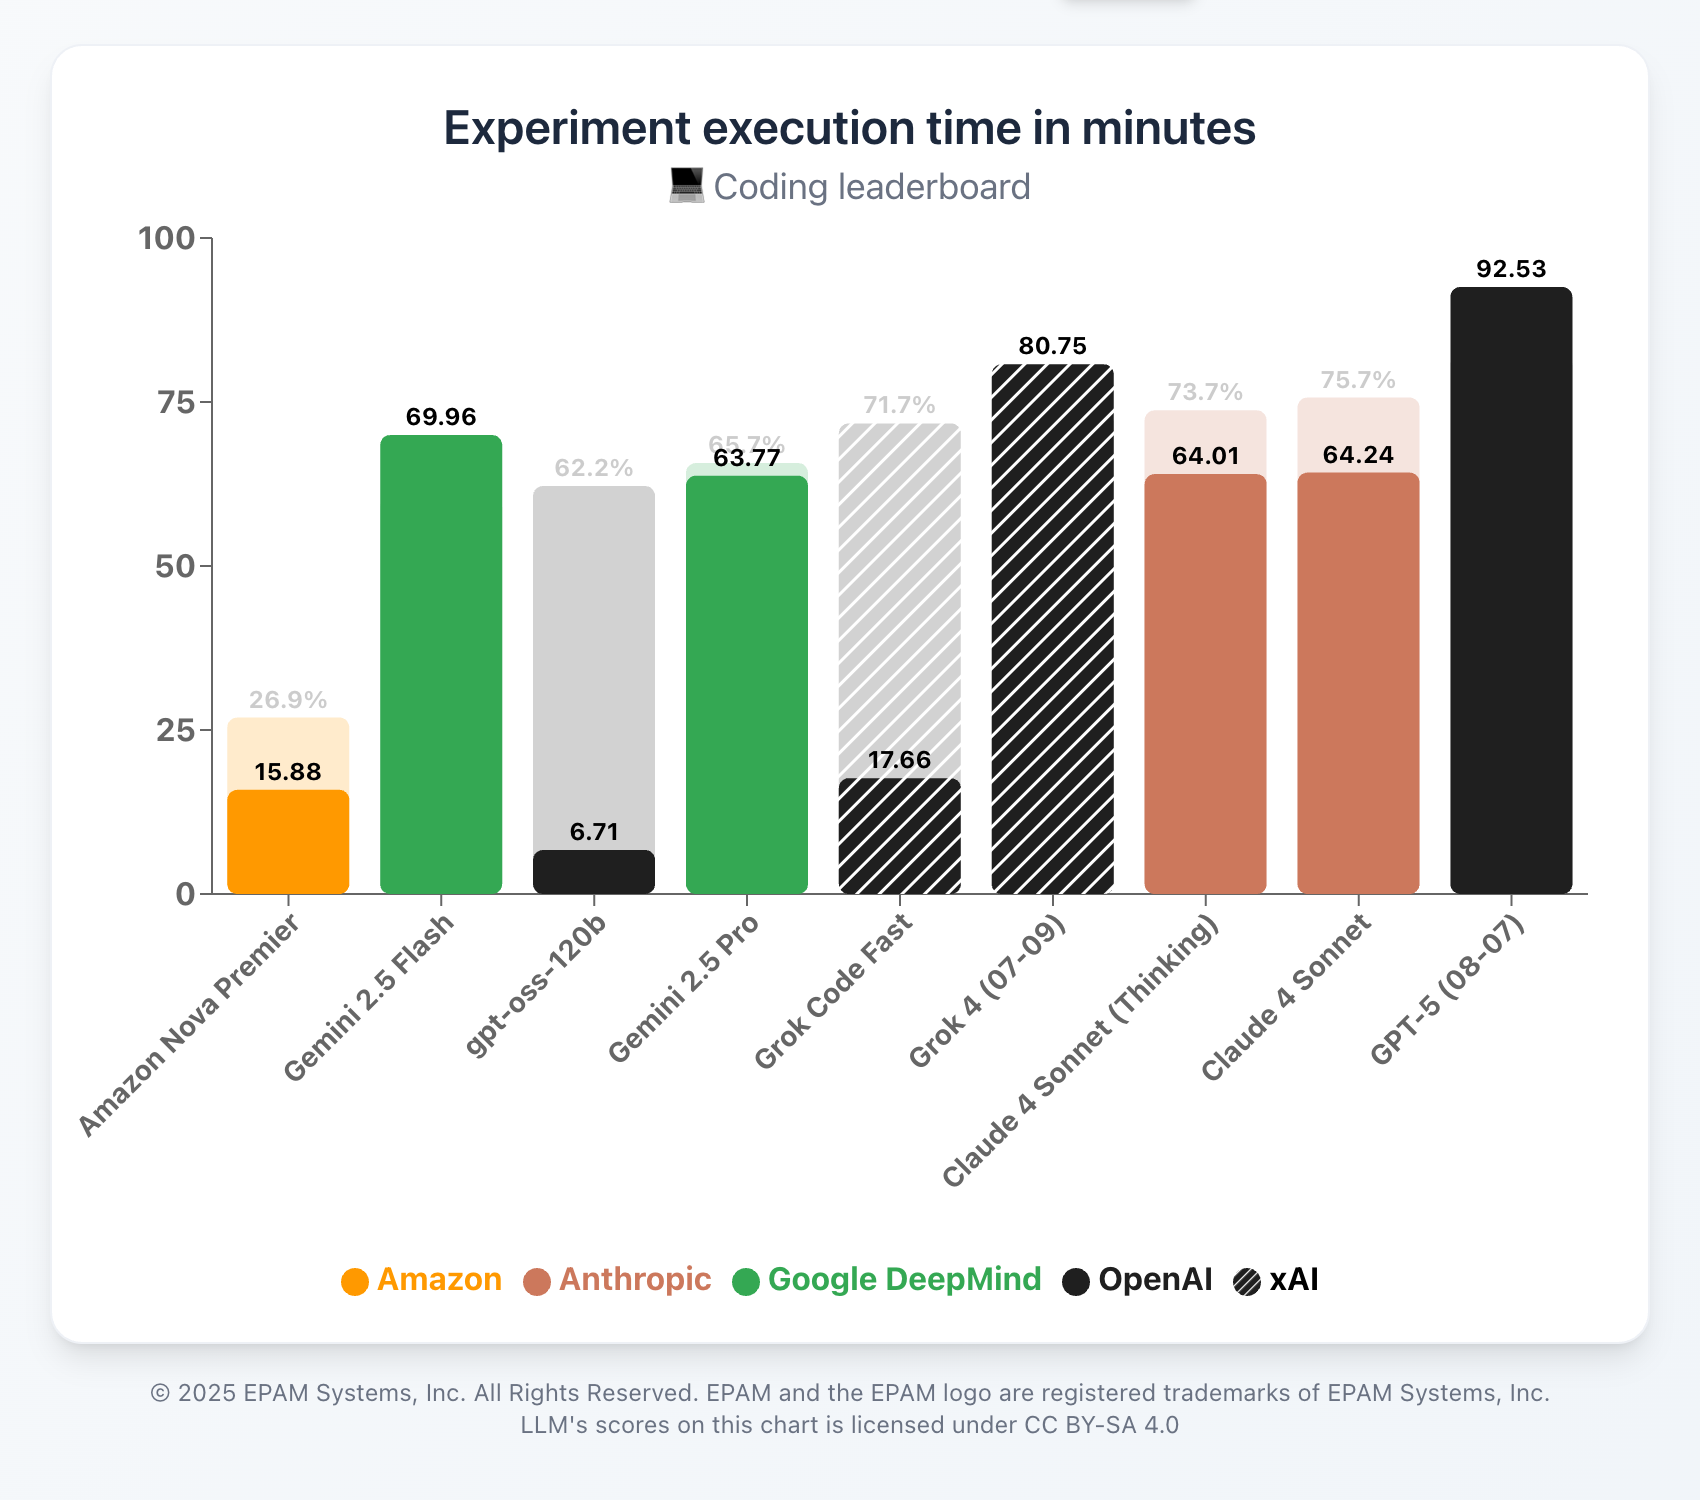 Experiment execution time in minutes
💻 Coding leaderboard
100
75
50
25
0
26.9%
15.88
69.96
62.2%
6.71
65.7%
63.77
71.7%
17.66
80.75
73.7%
64.01
75.7%
64.24
92.53
Amazon Nova Premier
Gemini 2.5 Flash
gpt-oss-120b
Gemini 2.5 Pro
Grok Code Fast
Grok 4 (07-09)
Claude 4 Sonnet (Thinking)
Claude 4 Sonnet
GPT-5 (08-07)
Amazon Anthropic Google DeepMind OpenAI xAI
© 2025 EPAM Systems, Inc. All Rights Reserved. EPAM and the EPAM logo are registered trademarks of EPAM Systems, Inc.
LLM's scores on this chart is licensed under CC BY-SA 4.0